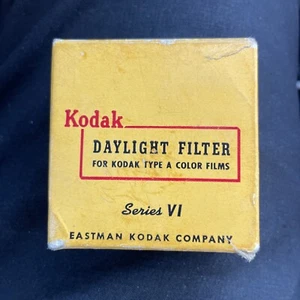 Kodak
DAYLIGHT FILTER
FOR KODAK TYPE A COLOR FILMS
Series VI
EASTMAN KODAK COMPANY